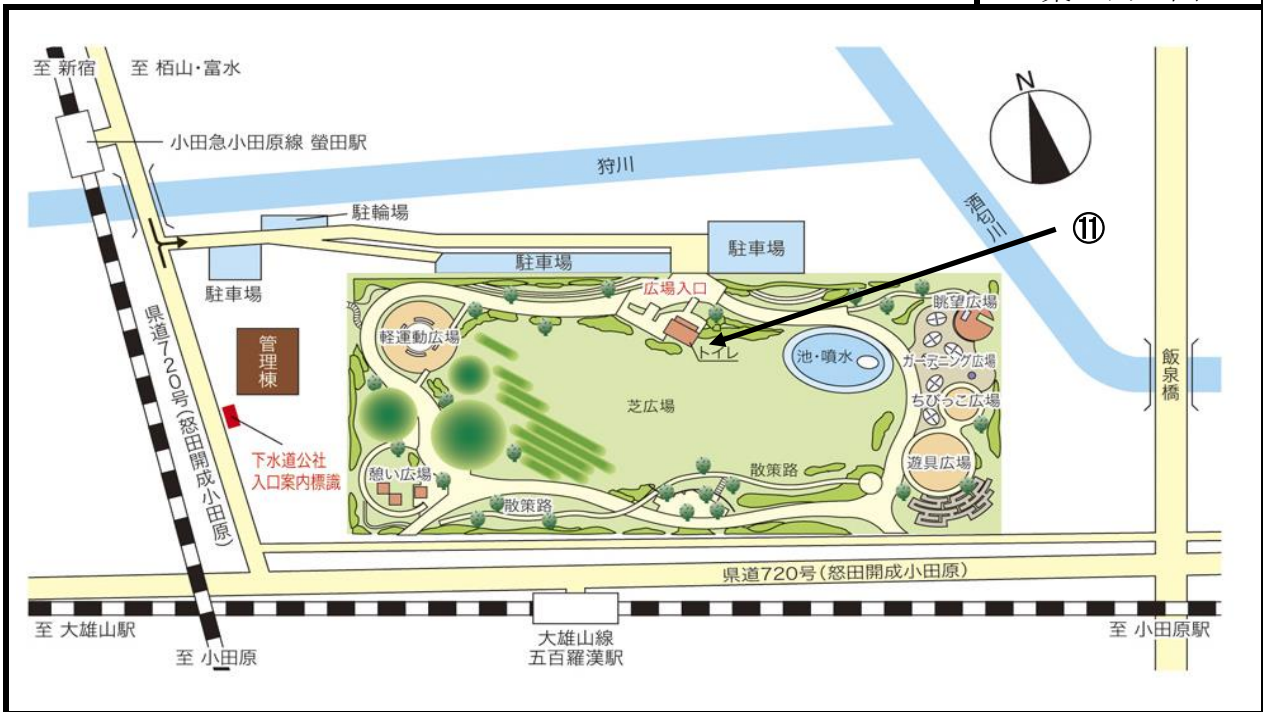 至 新宿
至 栢山・富水
N
小田急小田原線 螢田駅
狩川
酒匂川
⑪
駐輪場
駐車場
駐車場
駐車場
広場入口
眺望広場
軽運動広場
トイレ
池・噴水
ガーデニング広場
ちびっこ広場
管理棟
芝広場
飯泉橋
県道720号(怒田開成小田原)
下水道公社
入口案内標識
憩い広場
散策路
遊具広場
散策路
県道720号(怒田開成小田原)
至 大雄山駅
大雄山線
五百羅漢駅
至 小田原駅
至 小田原